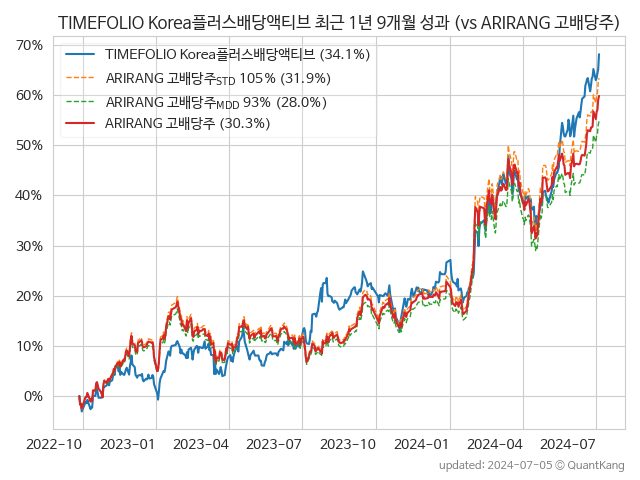 TIMEFOLIO Korea플러스배당액티브 최근 1년 9개월 성과 (vs ARIRANG 고배당주)
TIMEFOLIO Korea플러스배당액티브 (34.1%)
ARIRANG 고배당주STD 105% (31.9%)
ARIRANG 고배당주MDD 93% (28.0%)
ARIRANG 고배당주 (30.3%)
70%
60%
50%
40%
30%
20%
10%
0%
2022-10 2023-01 2023-04 2023-07 2023-10 2024-01 2024-04 2024-07
updated: 2024-07-05 © QuantKang